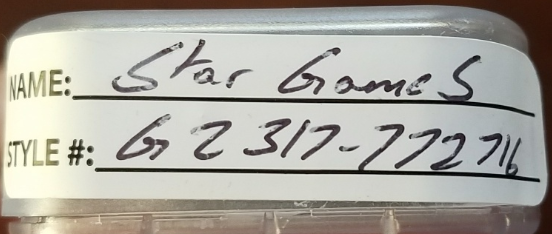 NAME: Star Games
STYLE #: G2317-772716